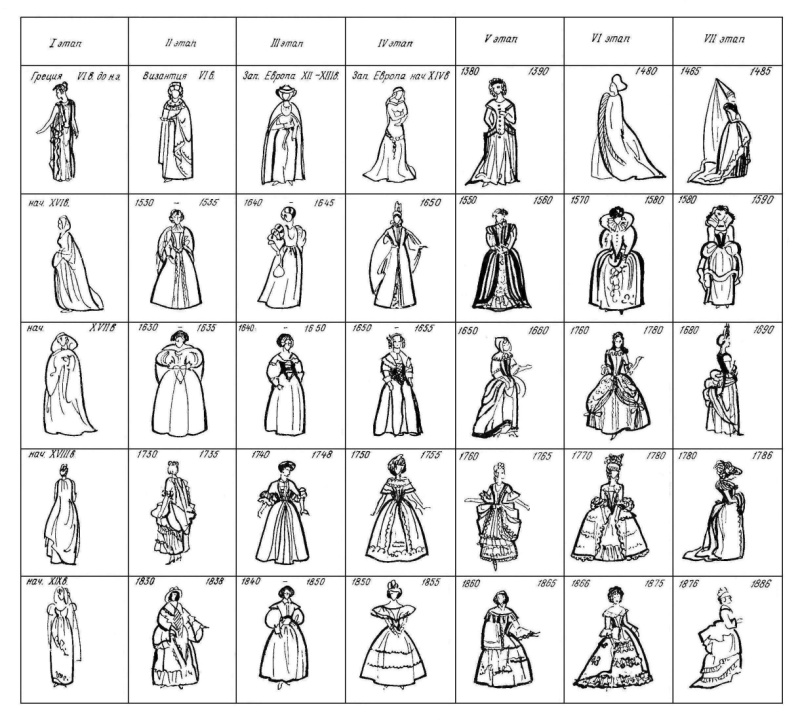 I этап
II этап
III этап
IV этап
V этап
VI этап
VII этап
Греция VI в. до н.э.
Византия VI в.
Зап. Европа XII-XIII в.
Зап. Европа нач XIV в
1380 1390
1480
1465 1485
нач. XVI в.
1530 - 1535
1640 - 1645
1650
1550 1560
1570 1580
1580 1590
нач. XVII в
1630 - 1635
1640. - 1650
1650 - 1655
1650 1660
1760 1780
1680 1690
нач. XVIII в
1730 1735
1740 1748
1750 1755
1760 1765
1770 1780
1780 1786
нач. XIX в.
1830 1838
1840 - 1850
1850 1855
1860 1865
1866 1875
1876 1886